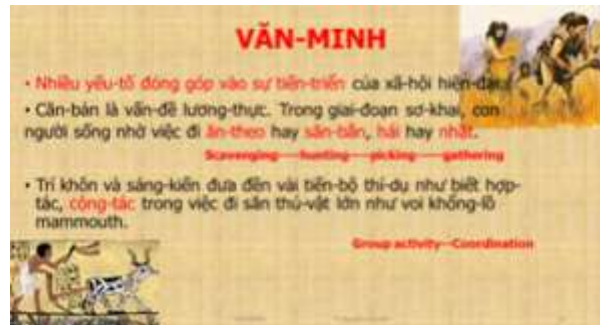 VĂN-MINH
• Nhiều yếu-tố đóng góp vào sự tiến-triển của xã-hội hiện-đại.
• Căn-bản là vấn-đề lương-thực. Trong giai-đoạn sơ-khai, con
người sống nhờ việc đi ăn-theo hay săn-bắn, hái hay nhặt.
Scavenging----hunting----picking-----gathering
• Trí khôn và sáng-kiến đưa đến vài tiến-bộ thí-dụ như biết hợp-
tác, cộng-tác trong việc đi săn thú-vật lớn như voi khổng-lồ
mammouth.
Group activity--Coordination